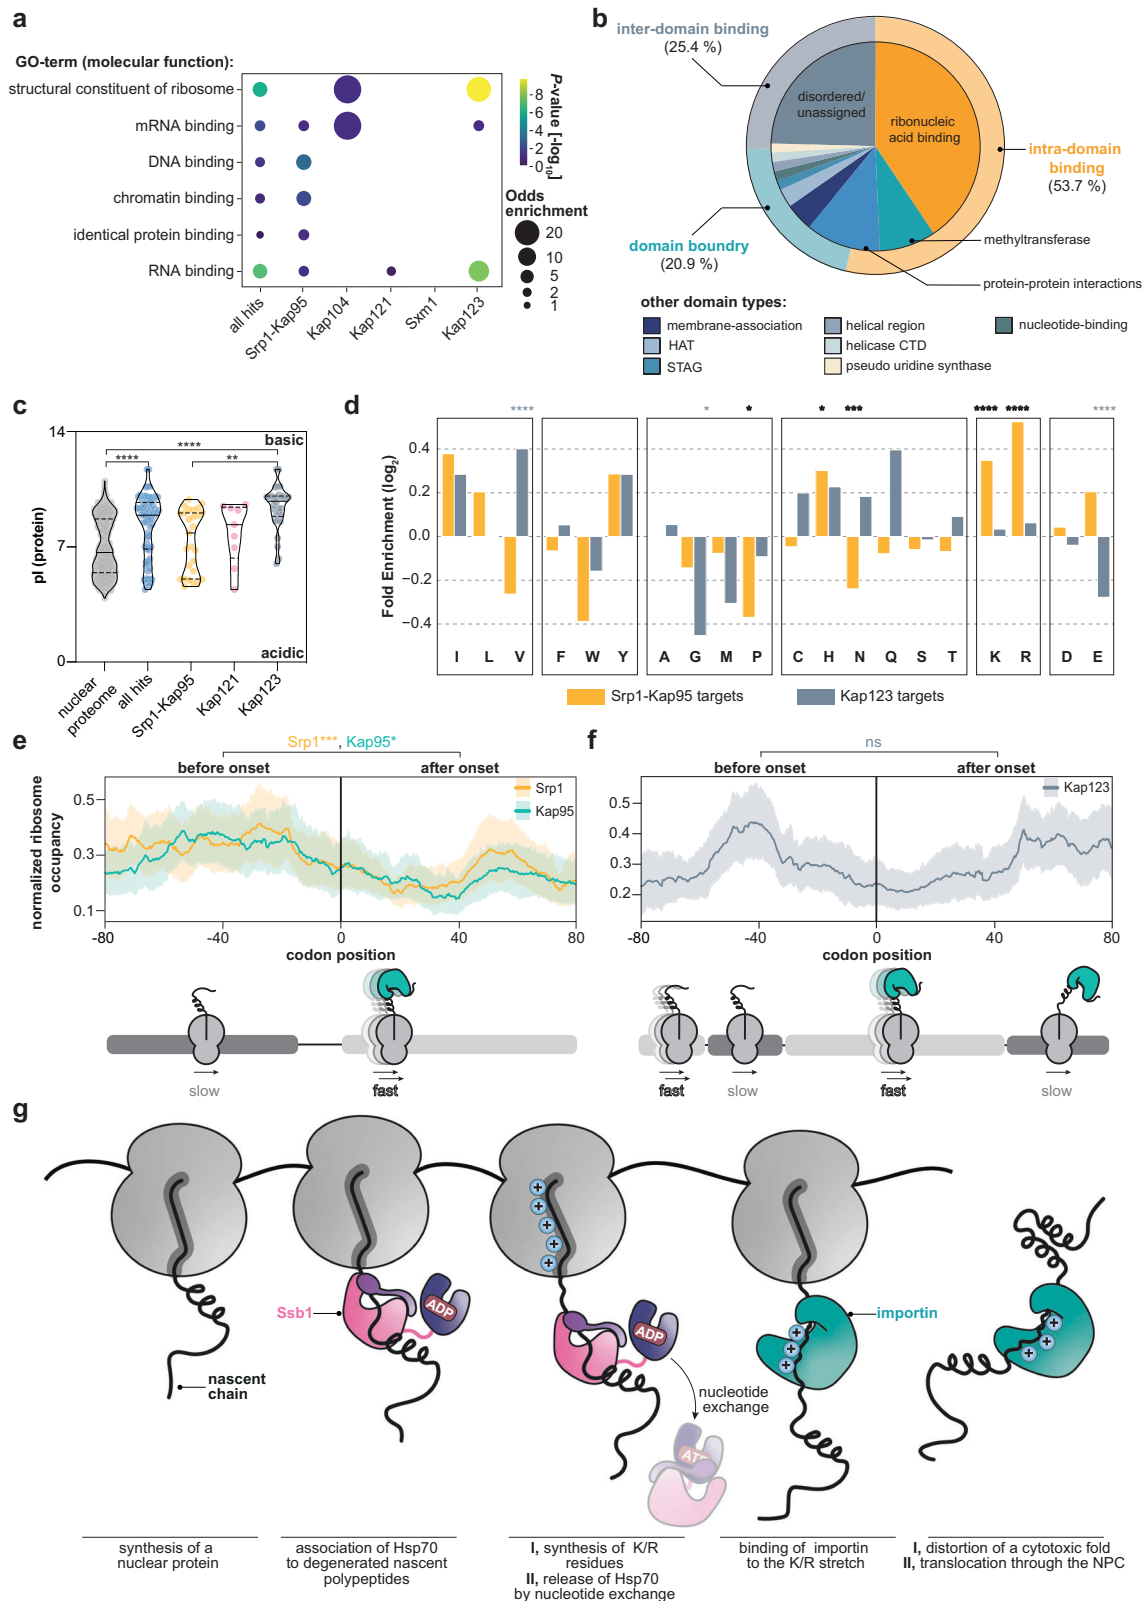 a
GO-term (molecular function):
structural constituent of ribosome
mRNA binding
DNA binding
chromatin binding
identical protein binding
RNA binding
all hits
Srp1-Kap95
Kap104
Kap121
Sxm1
Kap123
P-value [-log10]
8
6
4
2
0
Odds
enrichment
20
10
5
2
1
b
inter-domain binding
(25.4 %)
disordered/
unassigned
ribonucleic
acid binding
intra-domain
binding
(53.7 %)
domain boundry
(20.9 %)
methyltransferase
protein-protein interactions
other domain types:
membrane-association
HAT
STAG
helical region
helicase CTD
pseudo uridine synthase
nucleotide-binding
c
14
7
0
pI (protein)
basic
acidic
****
****
**
nuclear
proteome
all hits
Srp1-Kap95
Kap121
Kap123
d
**** * * * *** **** **** ****
Fold Enrichment (log2)
0.4
0.2
0.0
−0.2
−0.4
I L V F W Y A G M P C H N Q S T K R D E
Srp1-Kap95 targets
Kap123 targets
e
Srp1***, Kap95*
before onset
after onset
Srp1
Kap95
normalized ribosome
occupancy
0.5
0.3
0.1
-80 -40 0 40 80
codon position
slow
fast
f
ns
before onset
after onset
Kap123
0.5
0.4
0.3
0.2
-80 -40 0 40 80
codon position
fast
slow
fast
slow
g
Ssb1
nascent
chain
ADP
ADP
nucleotide
exchange
importin
+ + + + +
+ + +
+ + +
synthesis of a
nuclear protein
association of Hsp70
to degenerated nascent
polypeptides
I, synthesis of K/R
residues
II, release of Hsp70
by nucleotide exchange
binding of importin
to the K/R stretch
I, distortion of a cytotoxic fold
II, translocation through the NPC